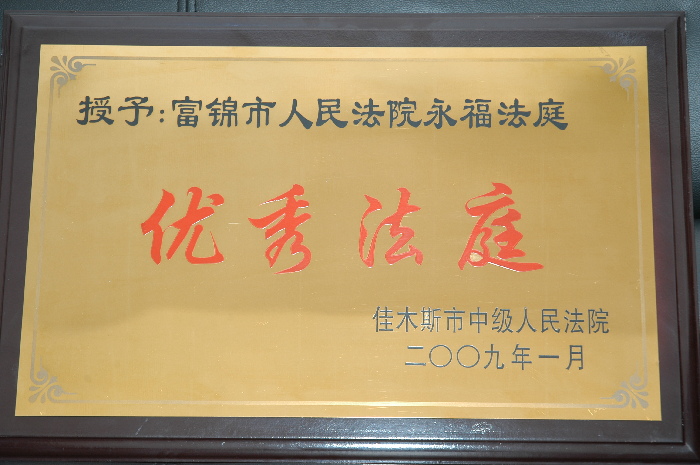 授予:富锦市人民法院永福法庭
优秀法庭
佳木斯市中级人民法院
二〇〇九年一月